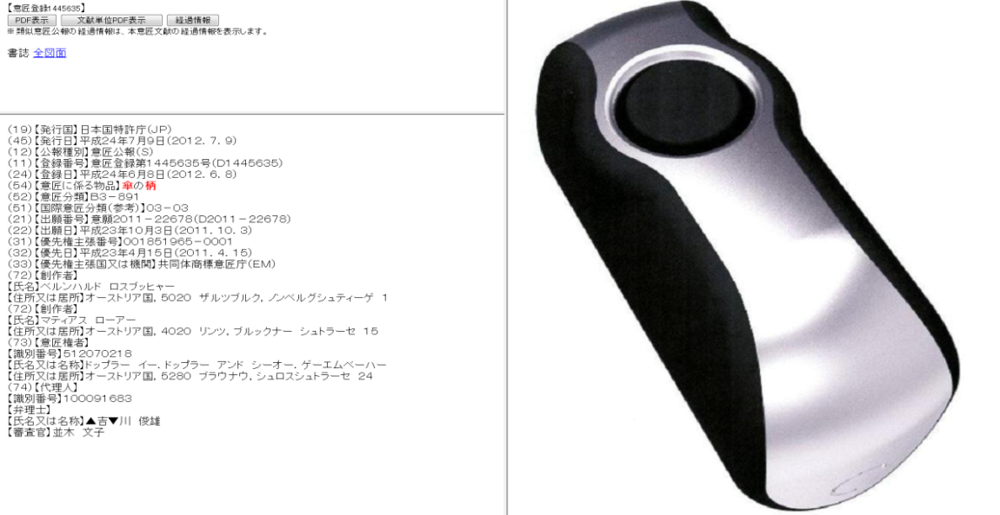 【意匠登録1445635】
PDF表示 文献単位PDF表示 経過情報
※ 類似意匠公報の経過情報は、本意匠文献の経過情報を表示します。
書誌 全図面
(19)【発行国】日本国特許庁(JP)
(45)【発行日】平成24年7月9日(2012. 7. 9)
(12)【公報種別】意匠公報(S)
(11)【登録番号】意匠登録第1445635号(D1445635)
(24)【登録日】平成24年6月8日(2012. 6. 8)
(54)【意匠に係る物品】傘の柄
(52)【意匠分類】B3-891
(51)【国際意匠分類(参考)】03-03
(21)【出願番号】意願2011-22678(D2011-22678)
(22)【出願日】平成23年10月3日(2011. 10. 3)
(31)【優先権主張番号】001851965-0001
(32)【優先日】平成23年4月15日(2011. 4. 15)
(33)【優先権主張国又は機関】共同体商標意匠庁(EM)
(72)【創作者】
【氏名】ベルンハルド ロスブッヒャー
【住所又は居所】オーストリア国, 5020 ザルツブルク, ノンベルグシュティーゲ 1
(72)【創作者】
【氏名】マティアス ローアー
【住所又は居所】オーストリア国, 4020 リンツ, ブルックナー シュトラーセ 15
(73)【意匠権者】
【識別番号】512070218
【氏名又は名称】ドップラー イー. ドップラー アンド シーオー. ゲーエムベーハー
【住所又は居所】オーストリア国, 5280 ブラウナウ, シュロスシュトラーセ 24
(74)【代理人】
【識別番号】100091683
【弁理士】
【氏名又は名称】▲吉▼川 俊雄
【審査官】並木 文子